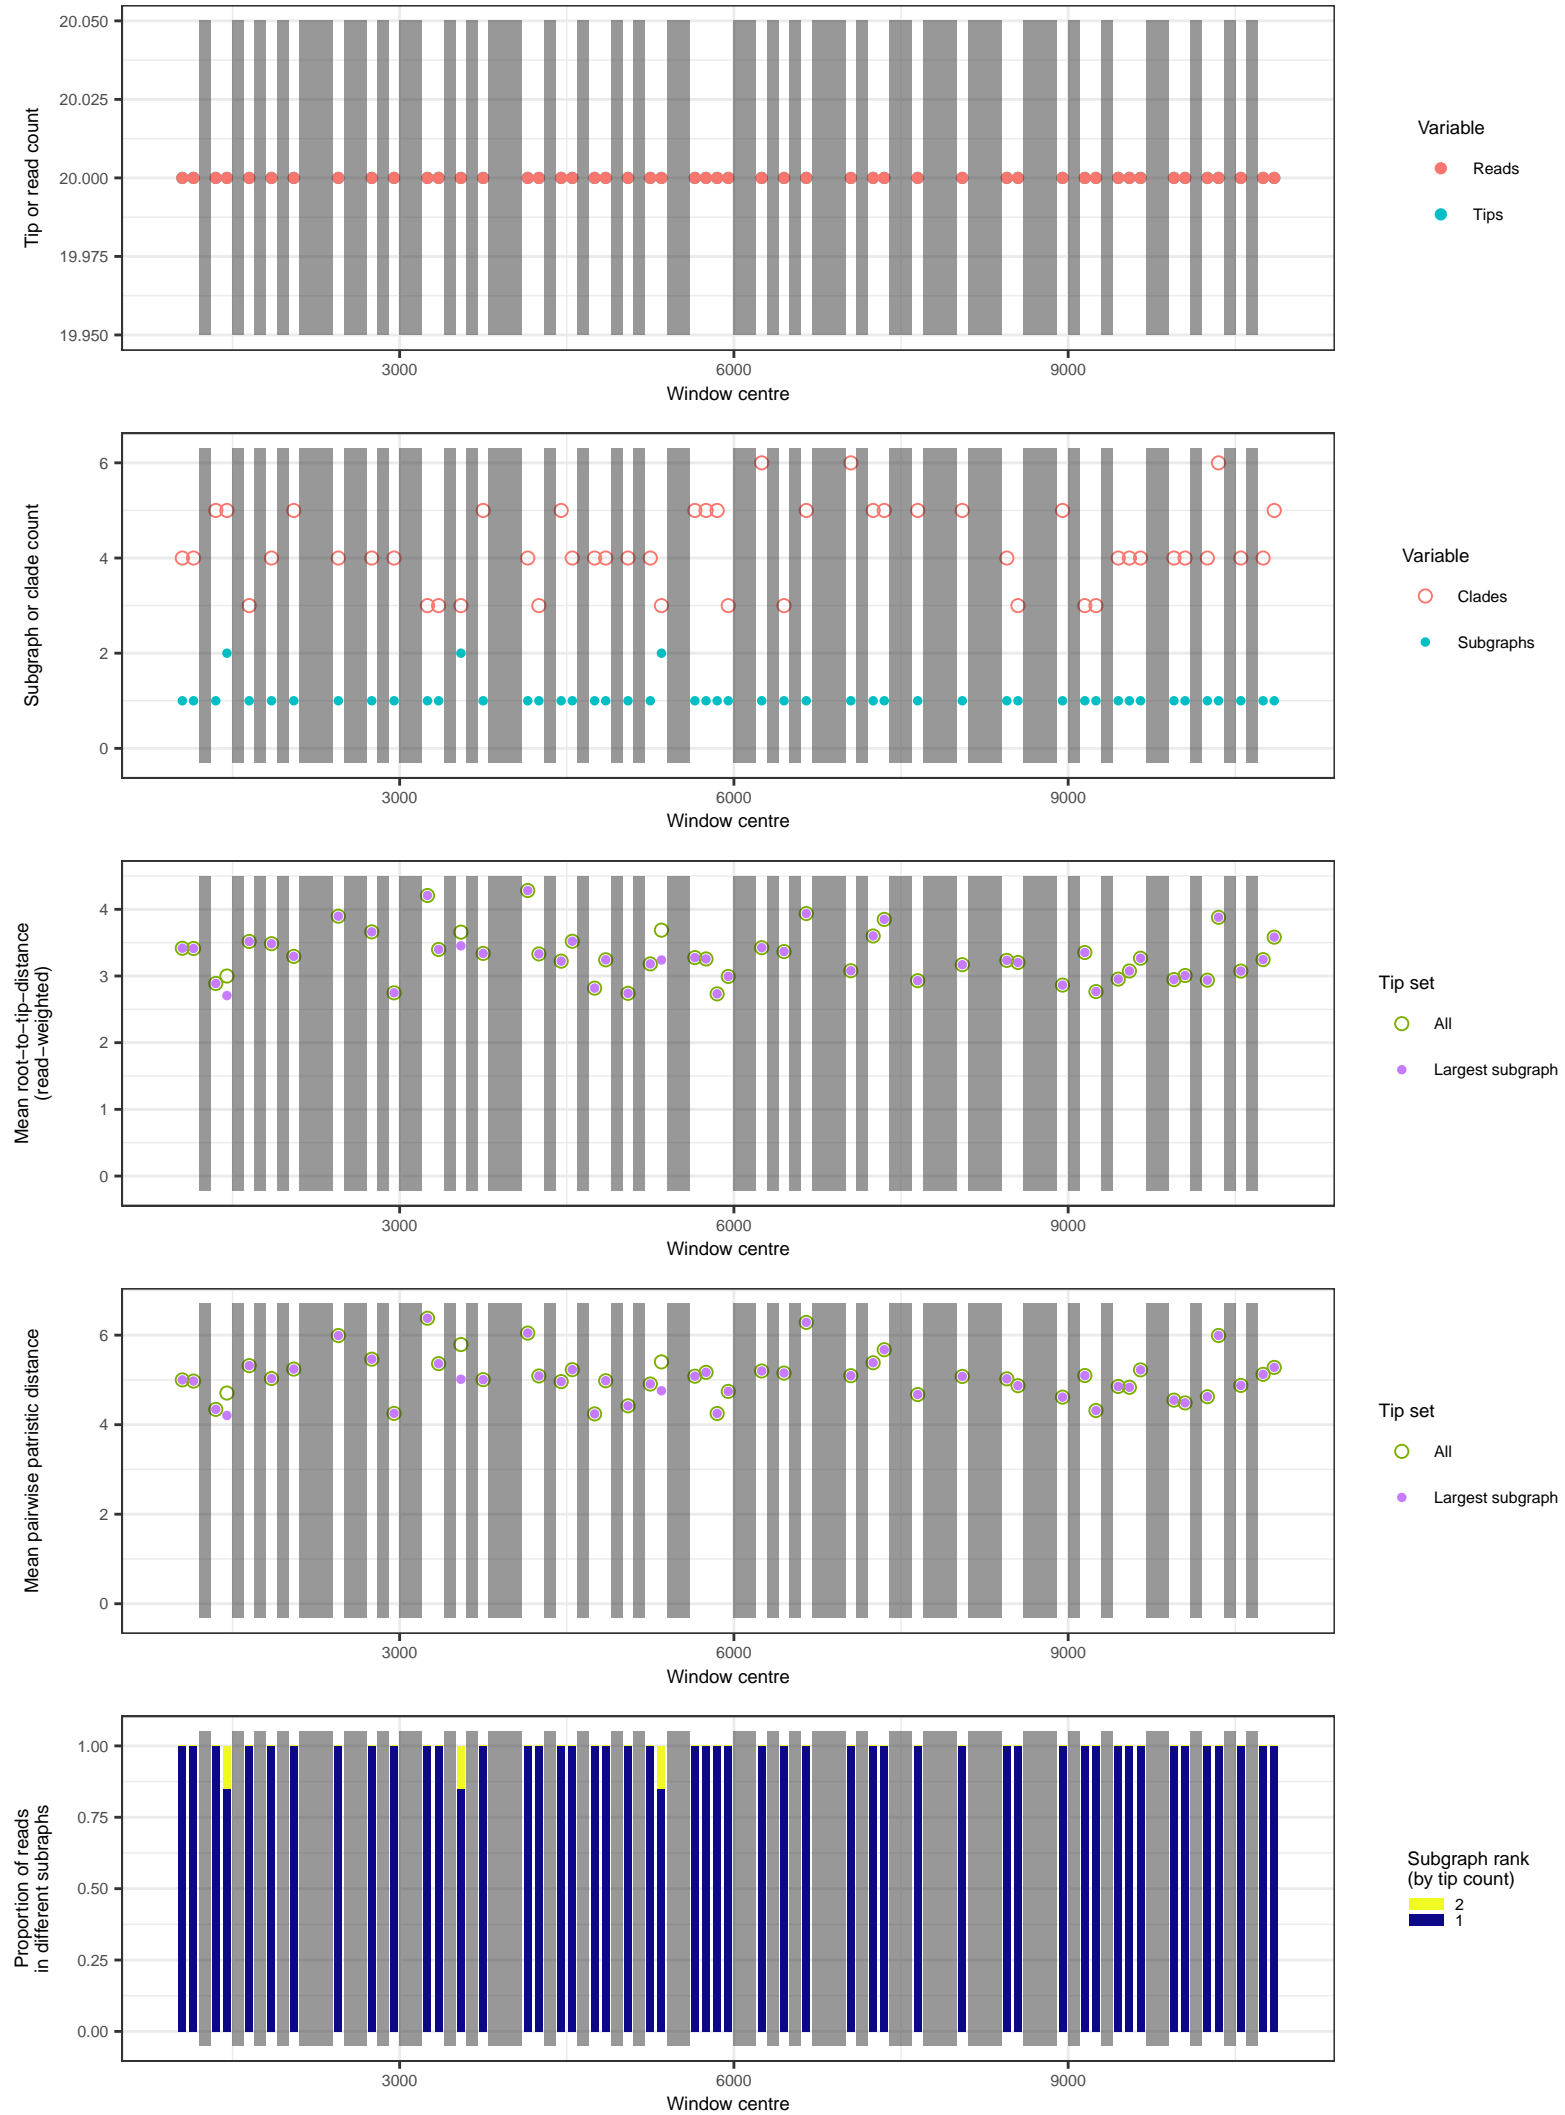 20.050
20.025
20.000
19.975
19.950
Tip or read count
3000
6000
9000
Window centre
Variable
Reads
Tips
6
4
2
0
Subgraph or clade count
3000
6000
9000
Window centre
Variable
Clades
Subgraphs
4
3
2
1
0
Mean root−to−tip−distance
(read−weighted)
3000
6000
9000
Window centre
Tip set
All
Largest subgraph
6
4
2
0
Mean pairwise patristic distance
3000
6000
9000
Window centre
Tip set
All
Largest subgraph
1.00
0.75
0.50
0.25
0.00
Proportion of reads
in different subraphs
3000
6000
9000
Window centre
Subgraph rank
(by tip count)
2
1